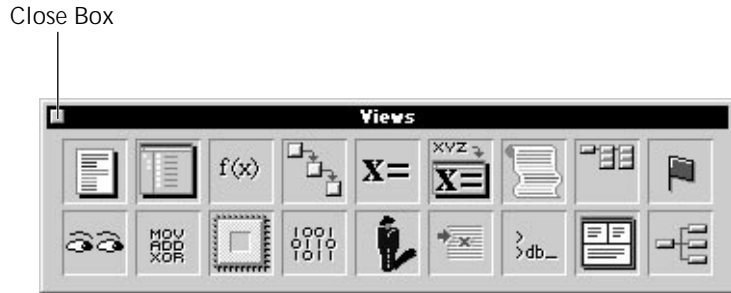 Close Box
Views
f(x)
X=
XYZ
X=
MOV
ADD
XOR
1001
0110
1011
>
>db_